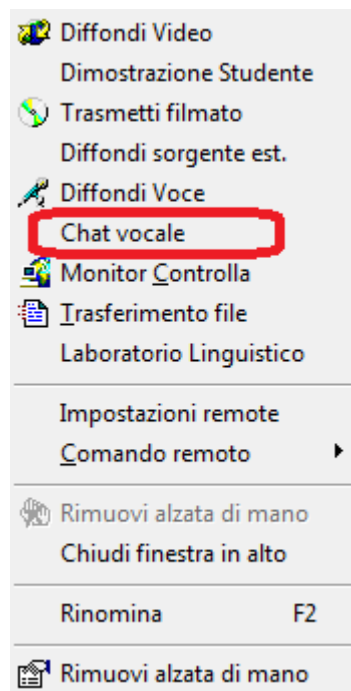 Diffondi Video
Dimostrazione Studente
Trasmetti filmato
Diffondi sorgente est.
Diffondi Voce
Chat vocale
Monitor Controlla
Trasferimento file
Laboratorio Linguistico
Impostazioni remote
Comando remoto
Rimuovi alzata di mano
Chiudi finestra in alto
Rinomina F2
Rimuovi alzata di mano